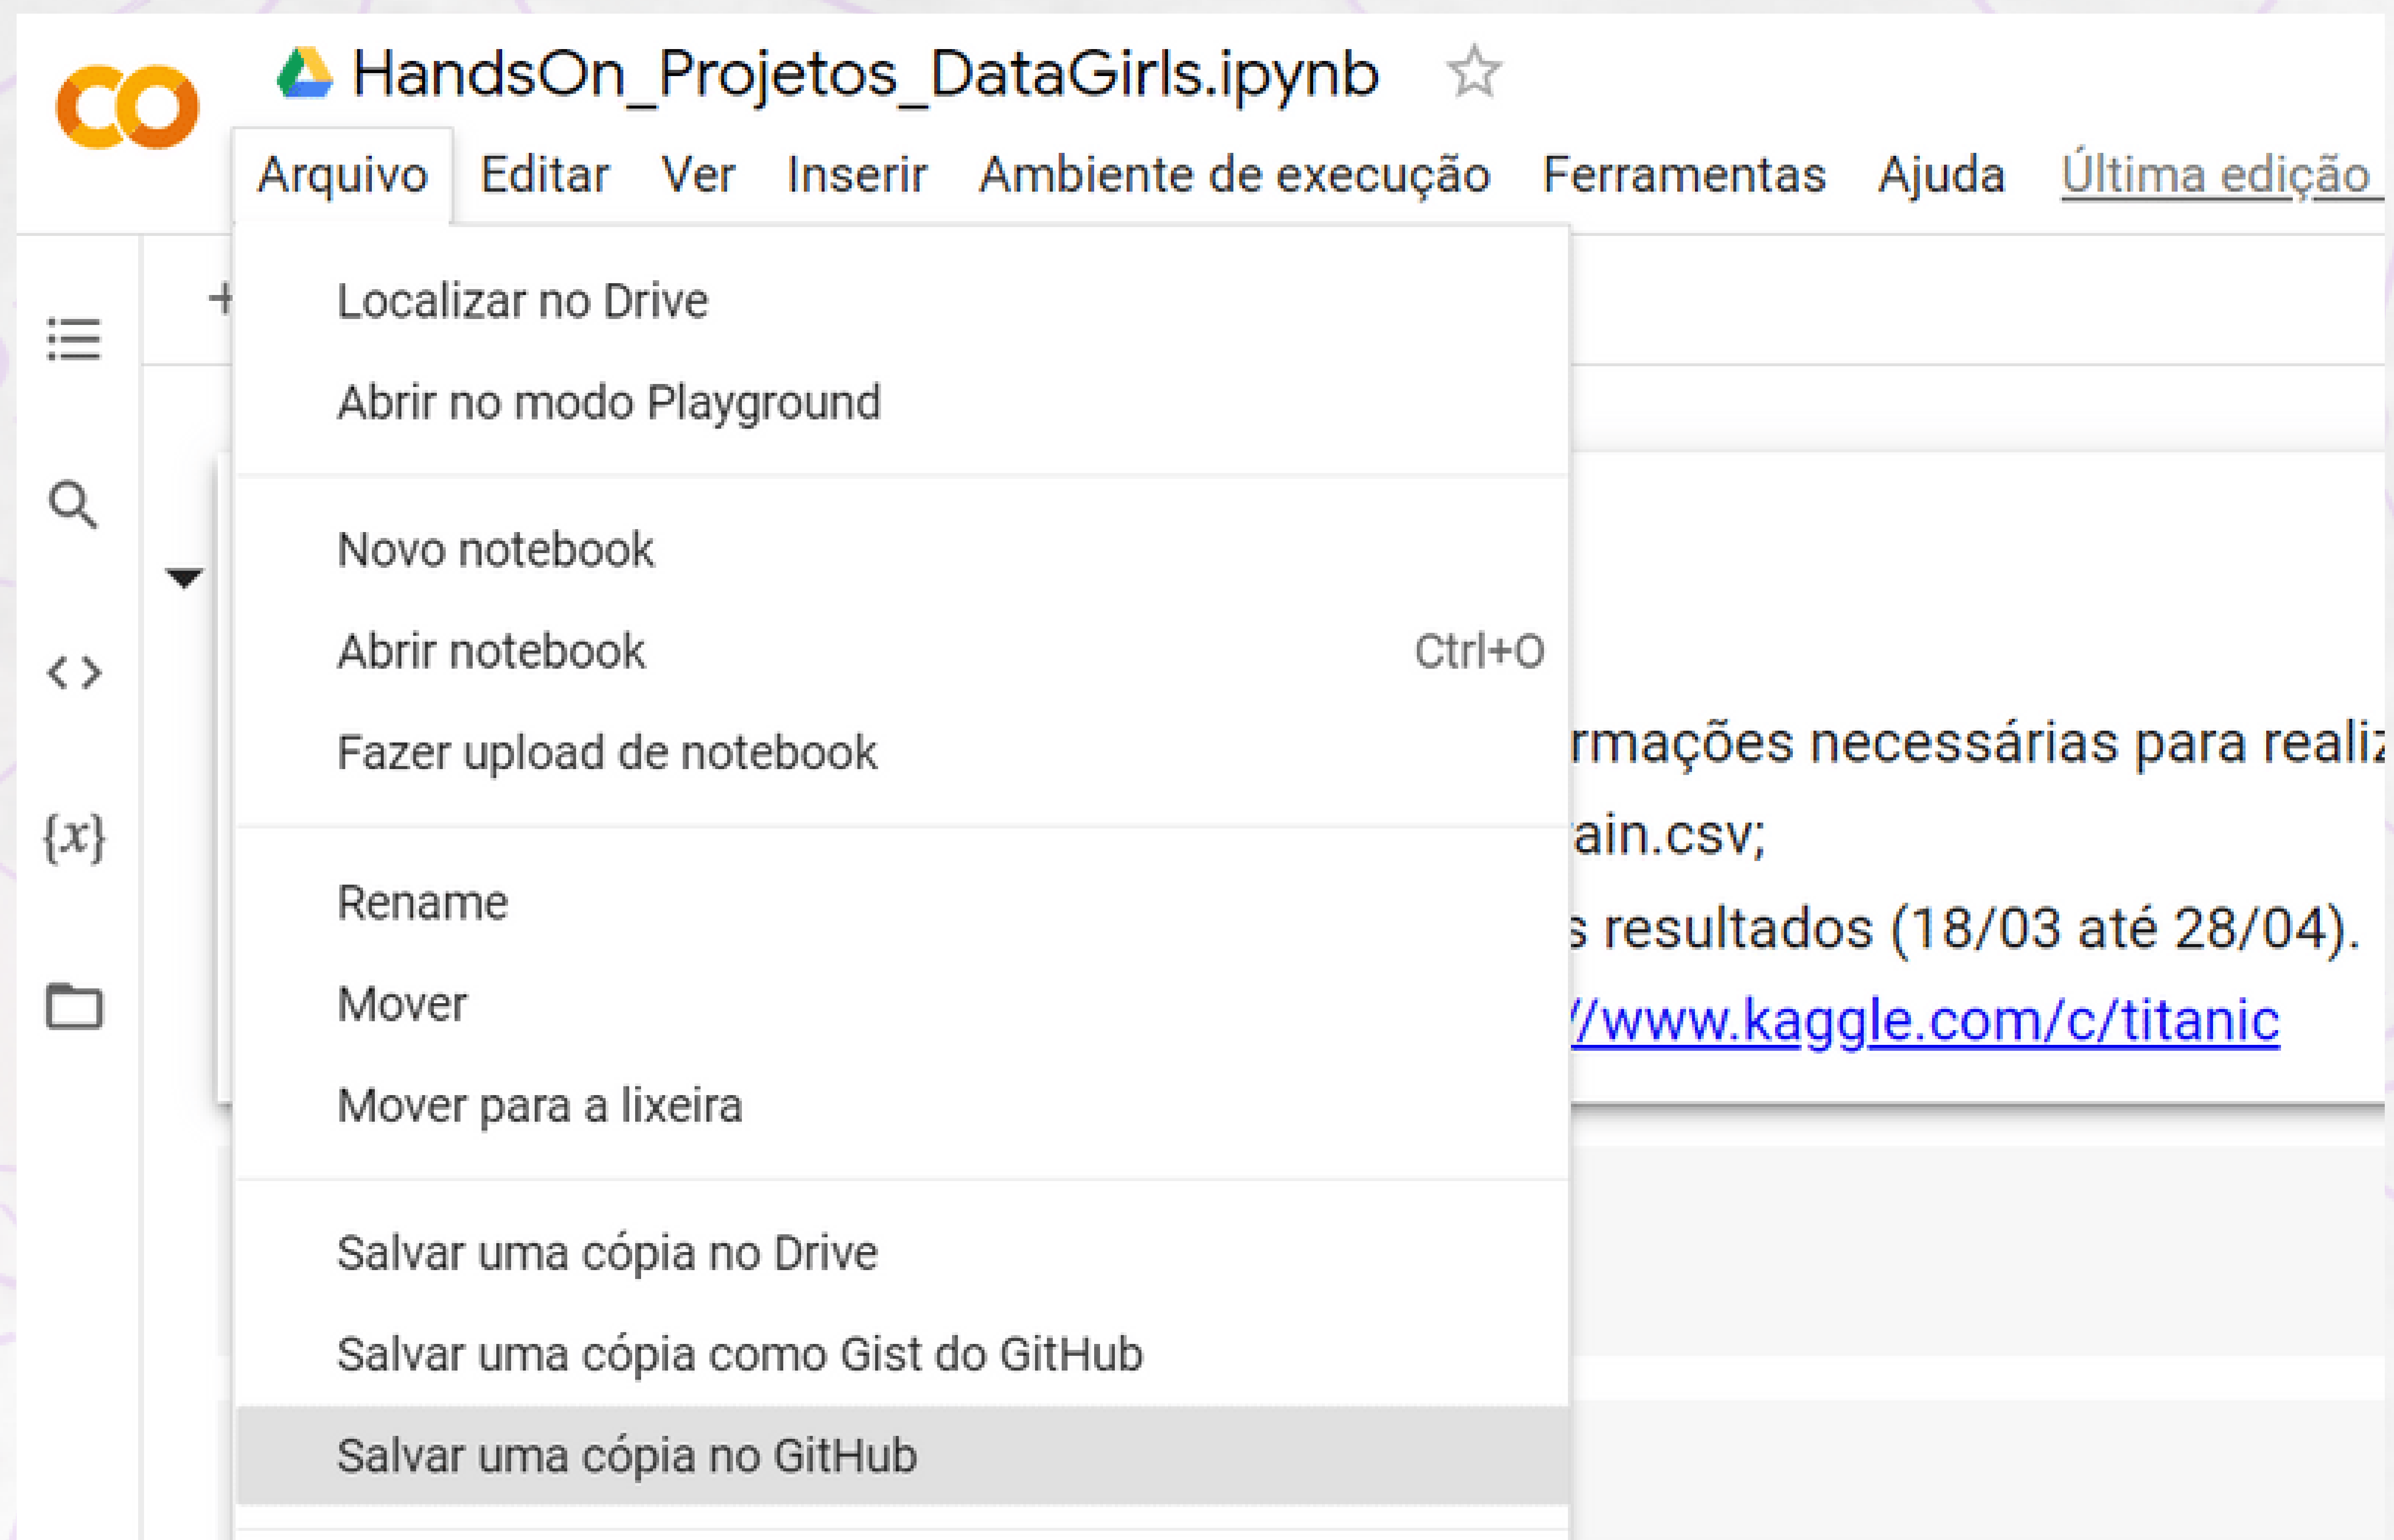 HandsOn_Projetos_DataGirls.ipynb
Arquivo Editar Ver Inserir Ambiente de execução Ferramentas Ajuda Última edição
Localizar no Drive
Abrir no modo Playground
Novo notebook
Abrir notebook Ctrl+O
Fazer upload de notebook
rmações necessárias para realiz
ain.csv;
Rename
s resultados (18/03 até 28/04).
Mover
//www.kaggle.com/c/titanic
Mover para a lixeira
Salvar uma cópia no Drive
Salvar uma cópia como Gist do GitHub
Salvar uma cópia no GitHub